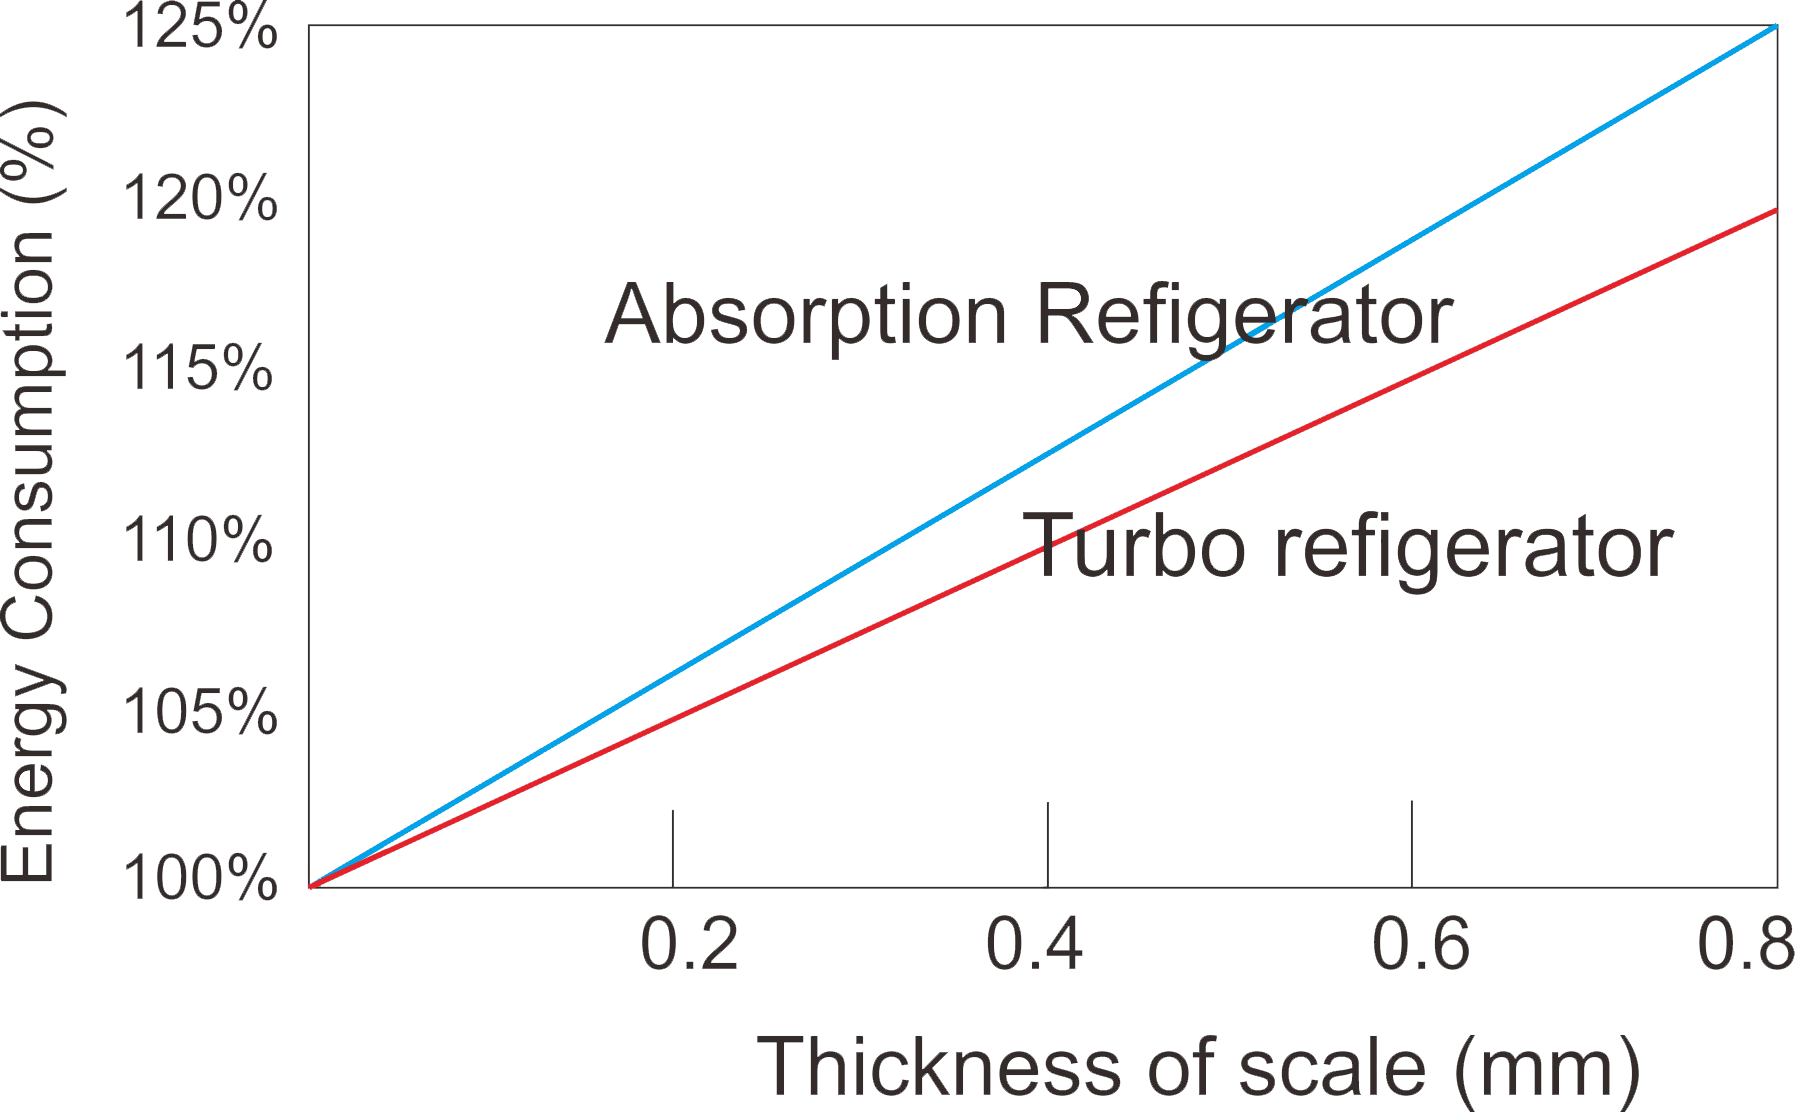 125%
120%
115%
110%
105%
100%
Energy Consumption (%)
Absorption Refigerator
Turbo refigerator
0.2
0.4
0.6
0.8
Thickness of scale (mm)